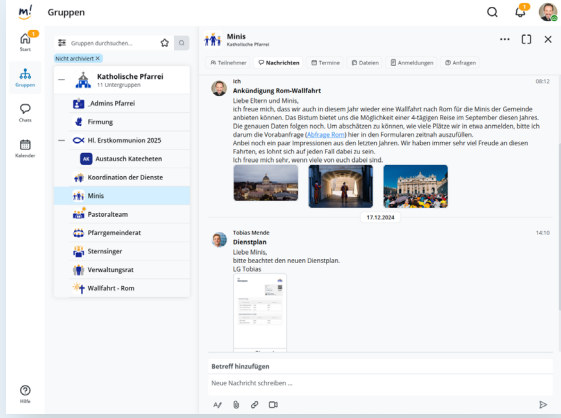 m!
Gruppen
1
1
Start
Gruppen
Chats
Kalender
Hilfe
Gruppen durchsuchen...
Nicht archiviert ×
Katholische Pfarrei
11 Untergruppen
_Admins Pfarrei
Firmung
Hl. Erstkommunion 2025
AK Austausch Katecheten
Koordination der Dienste
Minis
Pastoralteam
Pfarrgemeinderat
Sternsinger
Verwaltungsrat
Wallfahrt - Rom
Minis
Katholische Pfarrei
Teilnehmer Nachrichten Termine Dateien Anmeldungen Anfragen
Ich 08:12
Ankündigung Rom-Wallfahrt
Liebe Eltern und Minis,
ich freue mich, dass wir auch in diesem Jahr wieder eine Wallfahrt nach Rom für die Minis der Gemeinde
anbieten können. Das Bistum bietet uns die Möglichkeit einer 4-tägigen Reise im September diesen Jahres.
Die genauen Daten folgen noch. Um abschätzen zu können, wie viele Plätze wir in etwa anmelden, bitte ich
darum die Vorabanfrage (Abfrage Rom) hier in den Formularen zeitnah auszufüllen.
Anbei noch ein paar Impressionen aus den letzten Jahren. Wir haben immer sehr viel Freude an diesen
Fahrten, es lohnt sich auf jeden Fall dabei zu sein.
Ich freue mich sehr, wenn viele von euch dabei sind.
17.12.2024
Tobias Mende 14:10
Dienstplan
Liebe Minis,
bitte beachtet den neuen Dienstplan.
LG Tobias
Betreff hinzufügen
Neue Nachricht schreiben ...